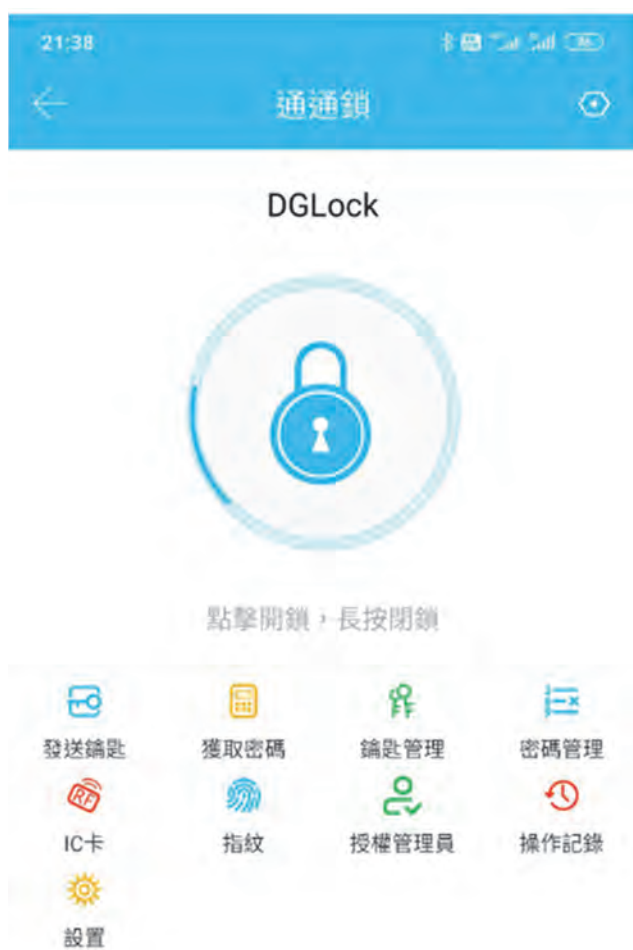 21:38
通通鎖
DGLock
點擊開鎖，長按閉鎖
發送鑰匙 獲取密碼 鑰匙管理 密碼管理
RF
IC卡 指紋 授權管理員 操作記錄
設置